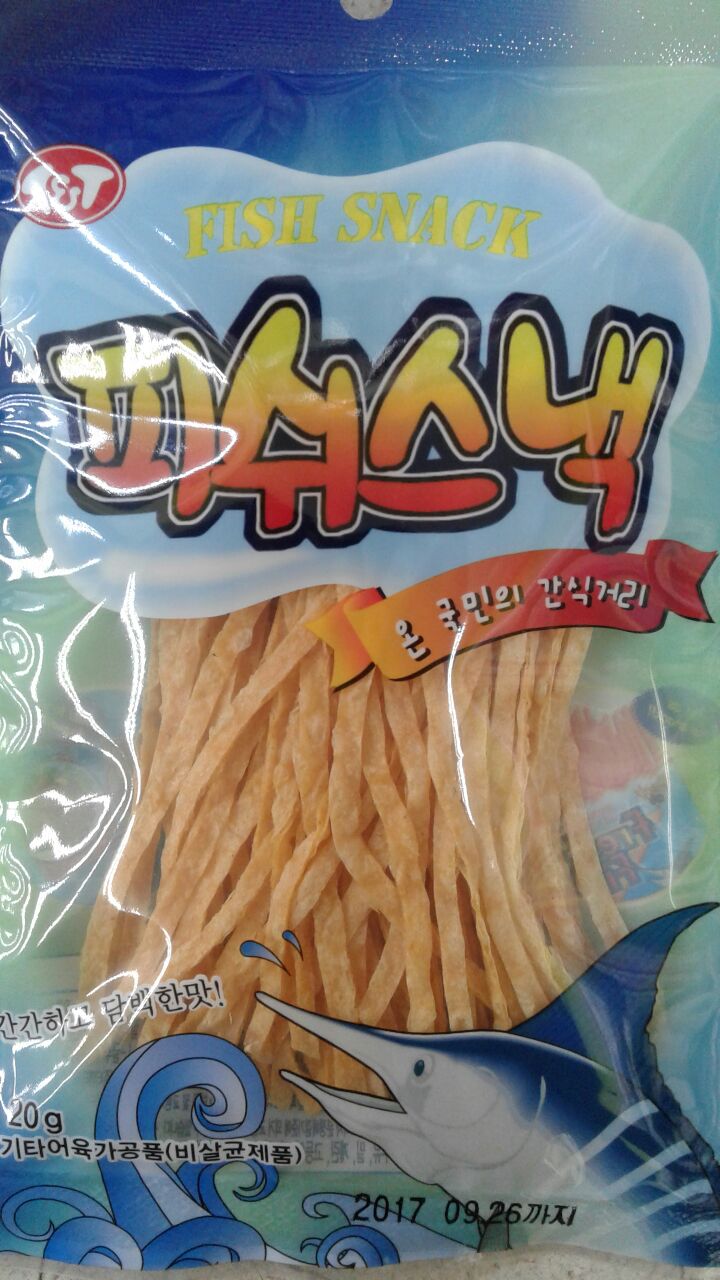 S&T
FISH SNACK
피쉬스낵
온 국민의 간식거리
간간하고 담백한맛!
20g
기타어육가공품(비살균제품)
2017 09.26까지